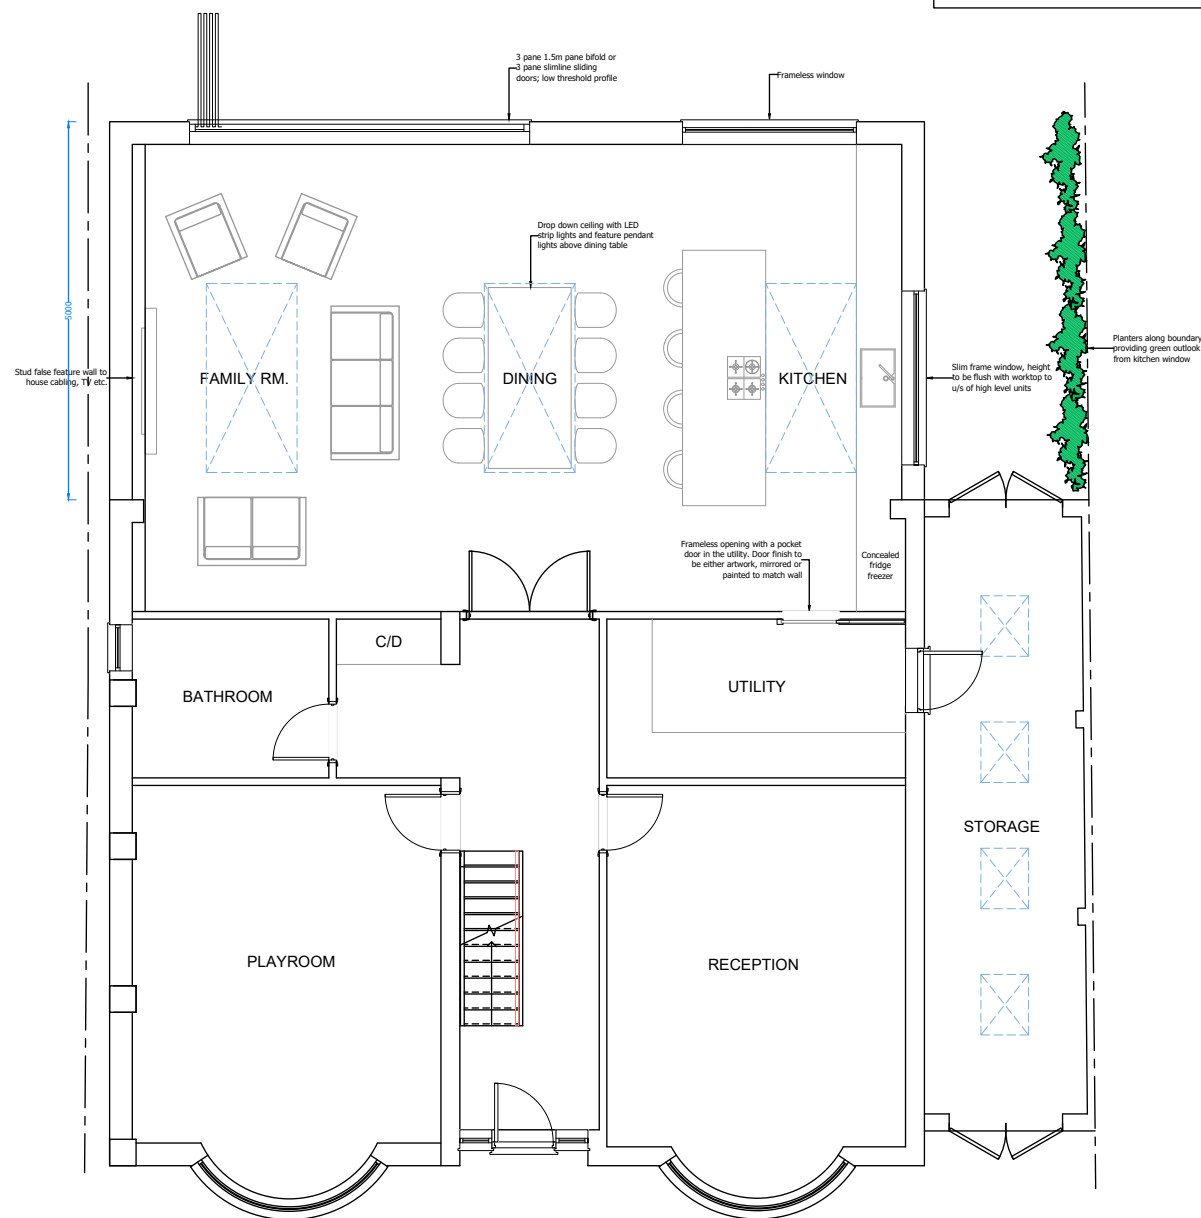 3 pane 1.5m pane bifold or
3 pane slimline sliding
doors; low threshold profile
Frameless window
Drop down ceiling with LED
strip lights and feature pendant
lights above dining table
5000
Stud false feature wall to
house cabling, TV etc.
FAMILY RM.
DINING
KITCHEN
Slim frame window, height
to be flush with worktop to
u/s of high level units
Planters along boundary
providing green outlook
from kitchen window
Frameless opening with a pocket
door in the utility. Door finish to
be either artwork, mirrored or
painted to match wall
Concealed
fridge
freezer
C/D
BATHROOM
UTILITY
STORAGE
PLAYROOM
RECEPTION